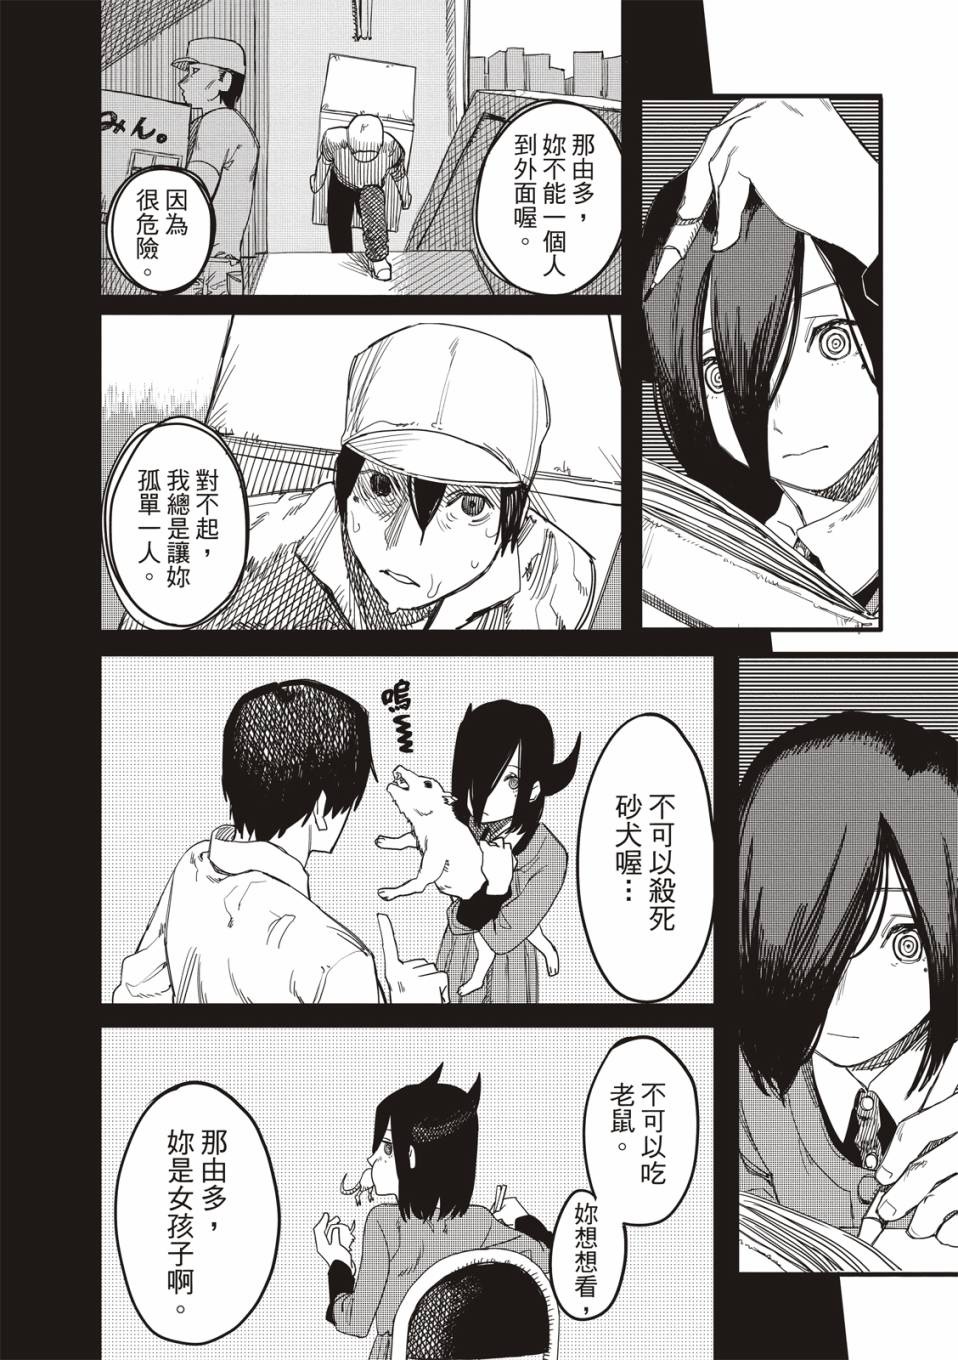 那由多，
妳不能一個人
到外面喔。
みん。
因為
很危險。
對不起，
我總是讓妳
孤單一人。
不可以殺死
砂犬喔…
嗚
不可以吃
老鼠。
妳想想看，
那由多，
妳是女孩子啊。